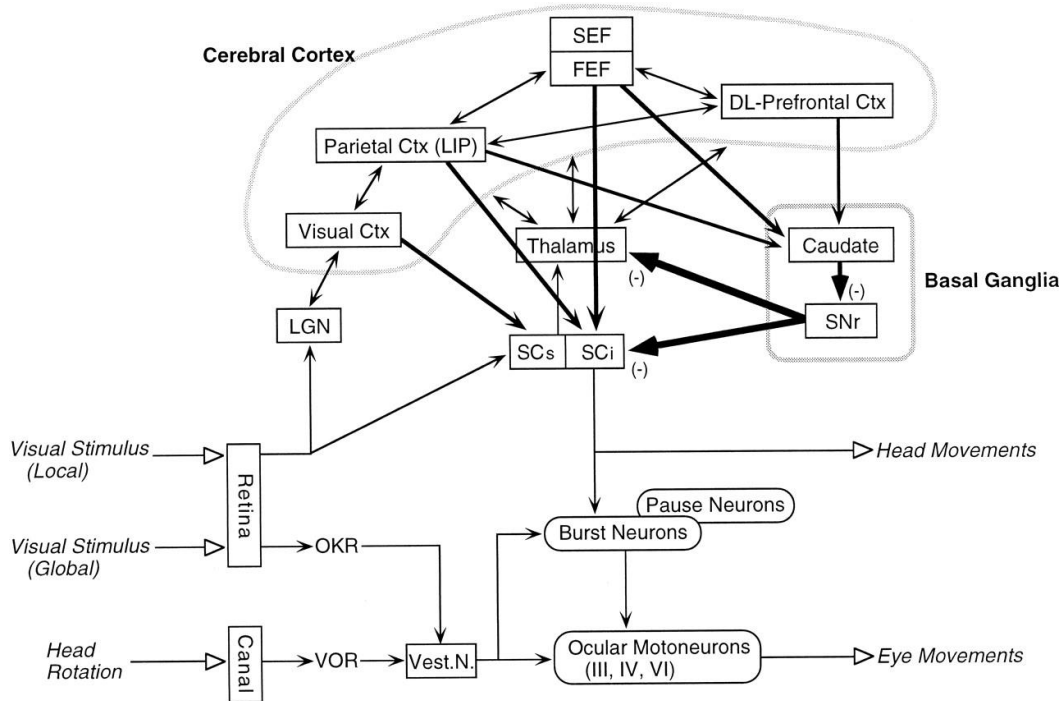 SEF
Cerebral Cortex
FEF
DL-Prefrontal Ctx
Parietal Ctx (LIP)
Visual Ctx
Thalamus
Caudate
(-)
(-)
Basal Ganglia
LGN
SNr
SCs
SCi
(-)
Visual Stimulus
(Local)
Retina
Head Movements
Pause Neurons
Burst Neurons
Visual Stimulus
(Global)
OKR
Head
Rotation
Canal
VOR
Vest.N.
Ocular Motoneurons
(III, IV, VI)
Eye Movements